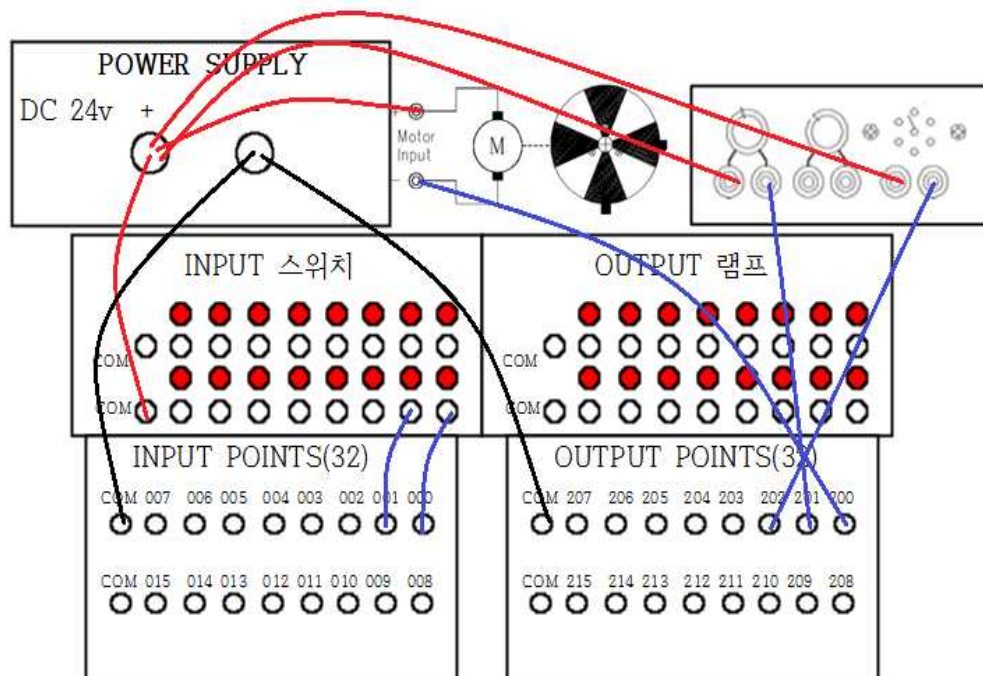 POWER SUPPLY
DC 24v + -
+
Motor
Input
-
M
INPUT 스위치
OUTPUT 램프
COM
COM
COM
COM
INPUT POINTS(32)
OUTPUT POINTS(32)
COM 007 006 005 004 003 002 001 000
COM 207 206 205 204 203 202 201 200
COM 015 014 013 012 011 010 009 008
COM 215 214 213 212 211 210 209 208